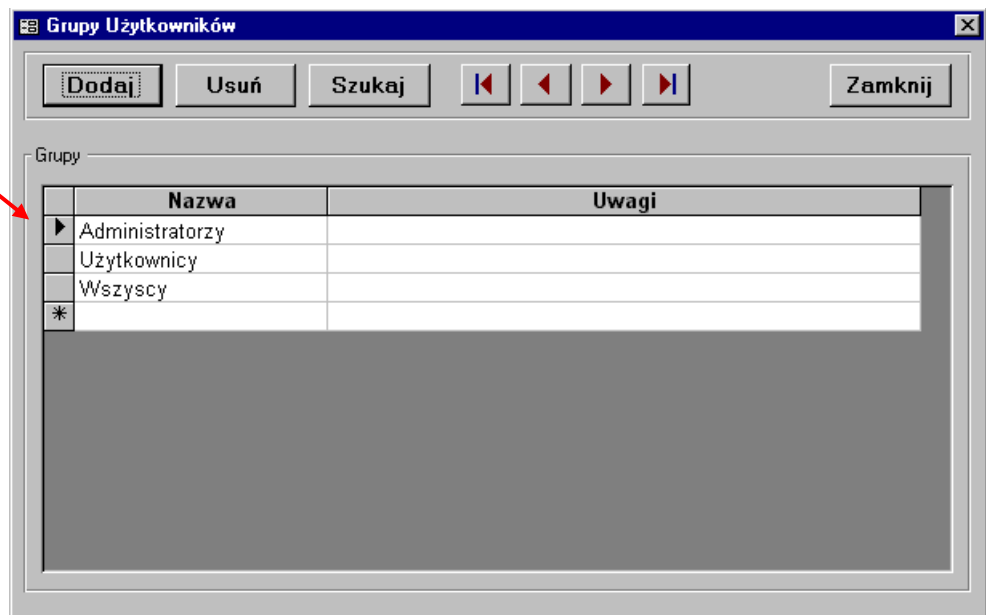 Grupy Użytkowników
Dodaj Usuń Szukaj Zamknij
Grupy
Nazwa Uwagi
Administratorzy
Użytkownicy
Wszyscy